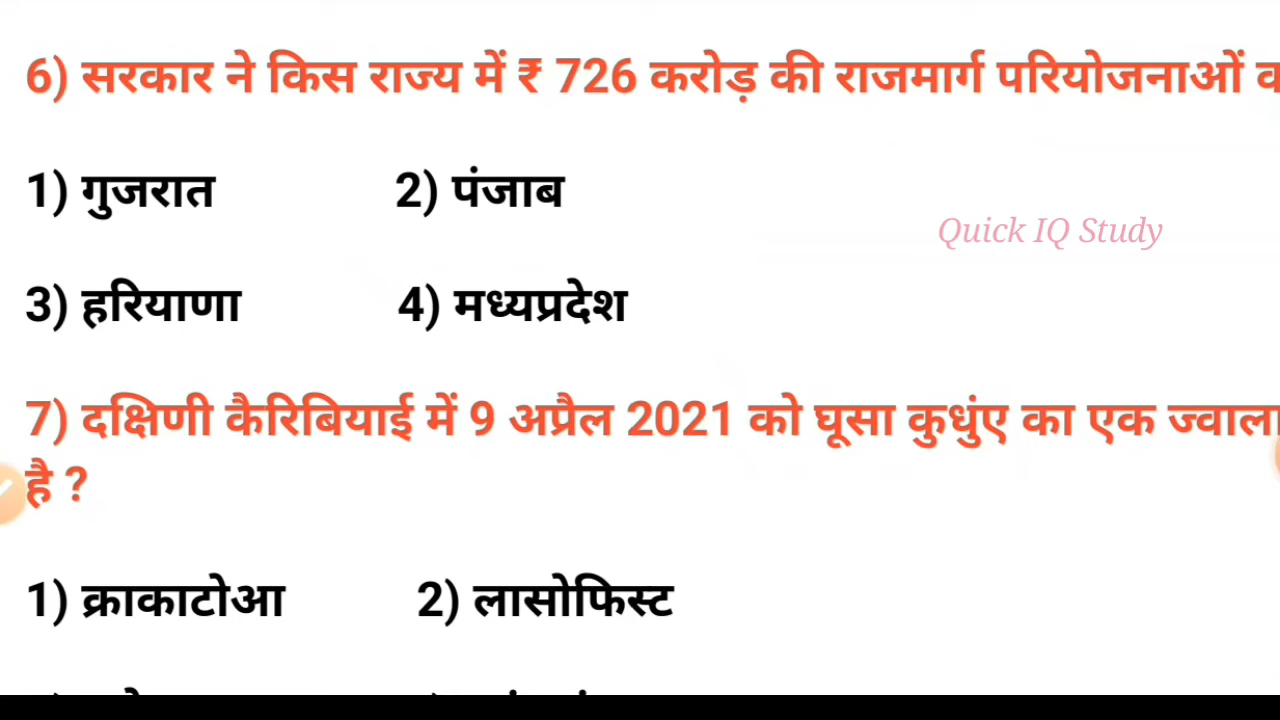 6) सरकार ने किस राज्य में ₹ 726 करोड़ की राजमार्ग परियोजनाओं
1) गुजरात 2) पंजाब
Quick IQ Study
3) हरियाणा 4) मध्यप्रदेश
7) दक्षिणी कैरिबियाई में 9 अप्रैल 2021 को घूसा कुधुंए का एक ज्वाला
है ?
1) क्राकाटोआ 2) लासोफिस्ट